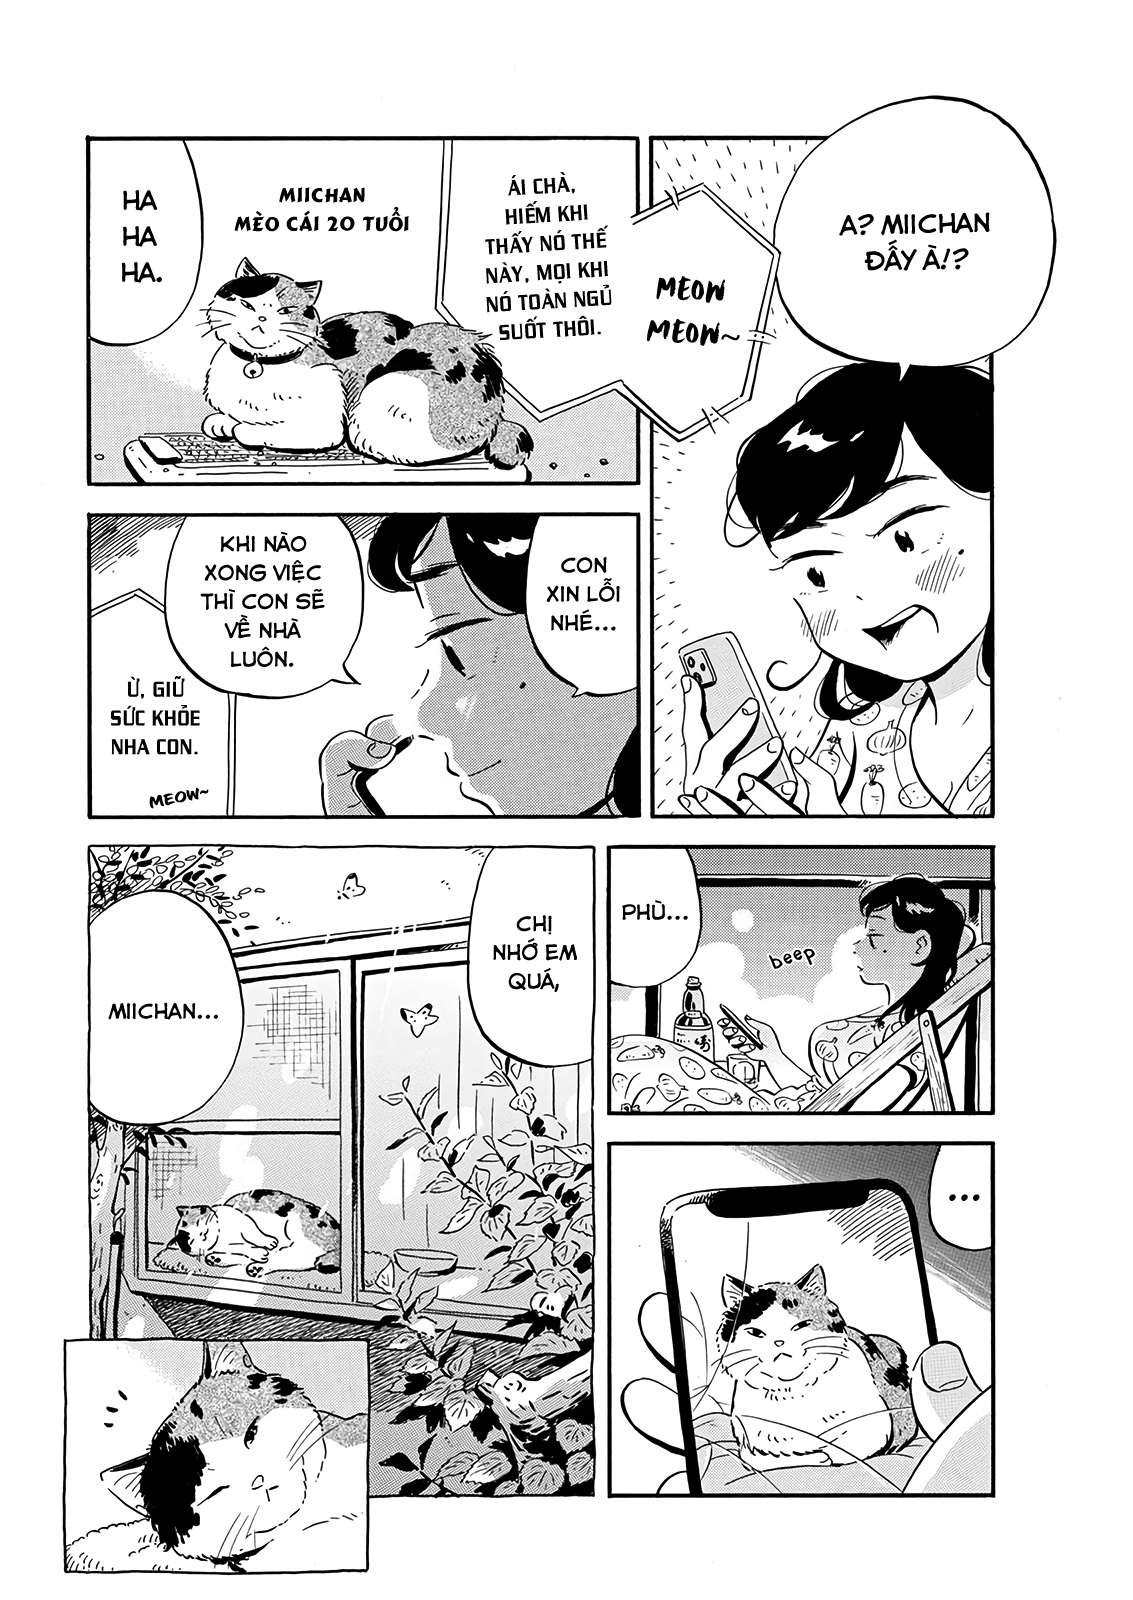 A? MIICHAN
ĐẤY À!?
MEOW
MEOW~
ÁI CHÀ,
HIẾM KHI
THẤY NÓ THẾ
NÀY, MỌI KHI
NÓ TOÀN NGỦ
SUỐT THÔI.
MIICHAN
MÈO CÁI 20 TUỔI
HA
HA
HA.
CON
XIN LỖI
NHÉ...
KHI NÀO
XONG VIỆC
THÌ CON SẼ
VỀ NHÀ
LUÔN.
Ừ, GIỮ
SỨC KHỎE
NHA CON.
MEOW~
PHÙ...
beep
...
CHỊ
NHỚ EM
QUÁ,
MIICHAN...